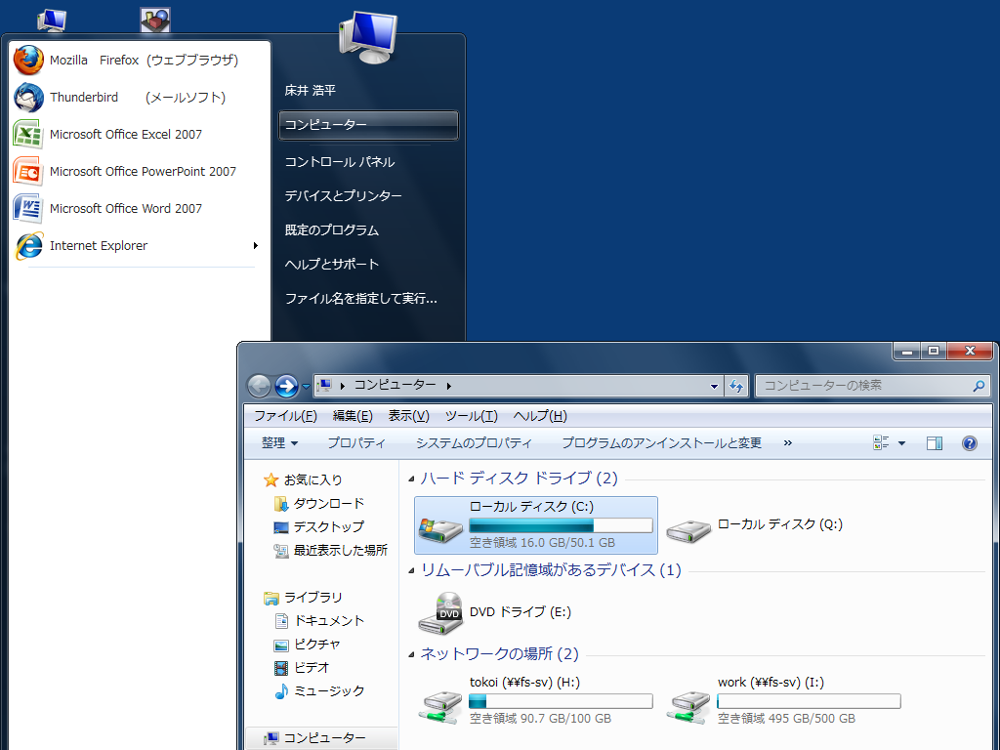 Mozilla Firefox (ウェブブラウザ)
Thunderbird (メールソフト)
Microsoft Office Excel 2007
Microsoft Office PowerPoint 2007
Microsoft Office Word 2007
Internet Explorer
床井 浩平
コンピューター
コントロール パネル
デバイスとプリンター
既定のプログラム
ヘルプとサポート
ファイル名を指定して実行...
コンピューター
コンピューターの検索
ファイル(F) 編集(E) 表示(V) ツール(T) ヘルプ(H)
整理 プロパティ システムのプロパティ プログラムのアンインストールと変更 »
お気に入り
ダウンロード
デスクトップ
最近表示した場所
ライブラリ
ドキュメント
ピクチャ
ビデオ
ミュージック
コンピューター
ハード ディスク ドライブ (2)
ローカル ディスク (C:)
空き領域 16.0 GB/50.1 GB
ローカル ディスク (Q:)
リムーバブル記憶域があるデバイス (1)
DVD
DVD ドライブ (E:)
ネットワークの場所 (2)
tokoi (¥¥fs-sv) (H:)
空き領域 90.7 GB/100 GB
work (¥¥fs-sv) (I:)
空き領域 495 GB/500 GB